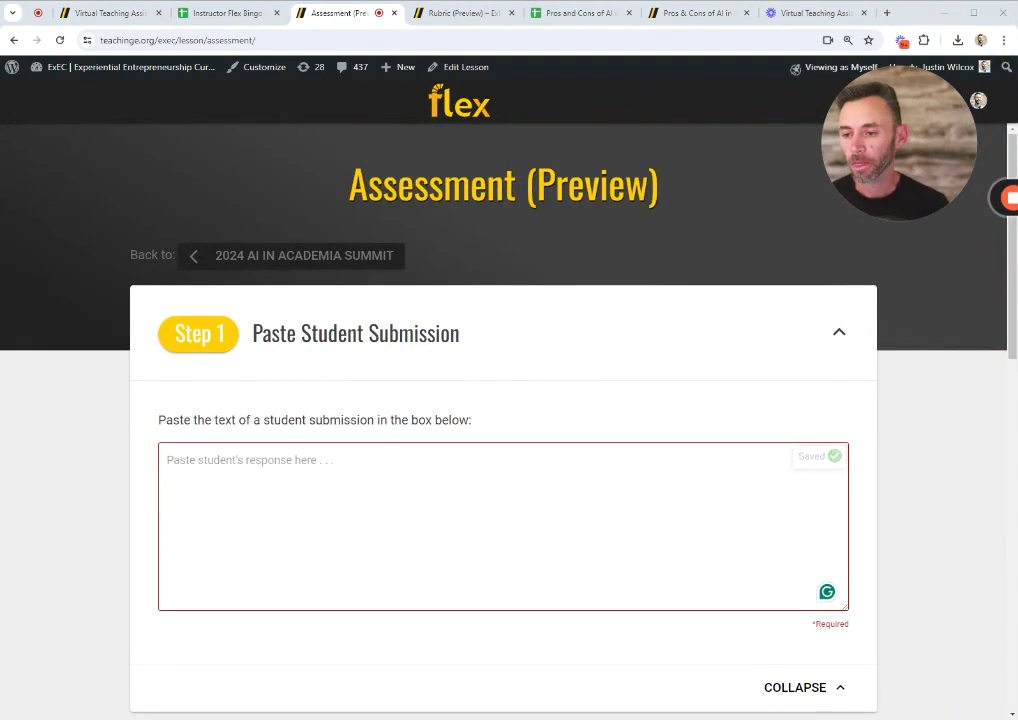 Virtual Teaching Assi
Instructor Flex Bingo
Assessment (Pre
Rubric (Preview) – Ex
Pros and Cons of AI
Pros & Cons of AI in
Virtual Teaching Assi
teachinge.org/exec/lesson/assessment/
ExEC | Experiential Entrepreneurship Cur...
Customize
28
437
New
Edit Lesson
Viewing as Myself
Justin Wilcox
flex
Assessment (Preview)
Back to:
2024 AI IN ACADEMIA SUMMIT
Step 1
Paste Student Submission
Paste the text of a student submission in the box below:
Paste student's response here . . .
Saved
*Required
COLLAPSE